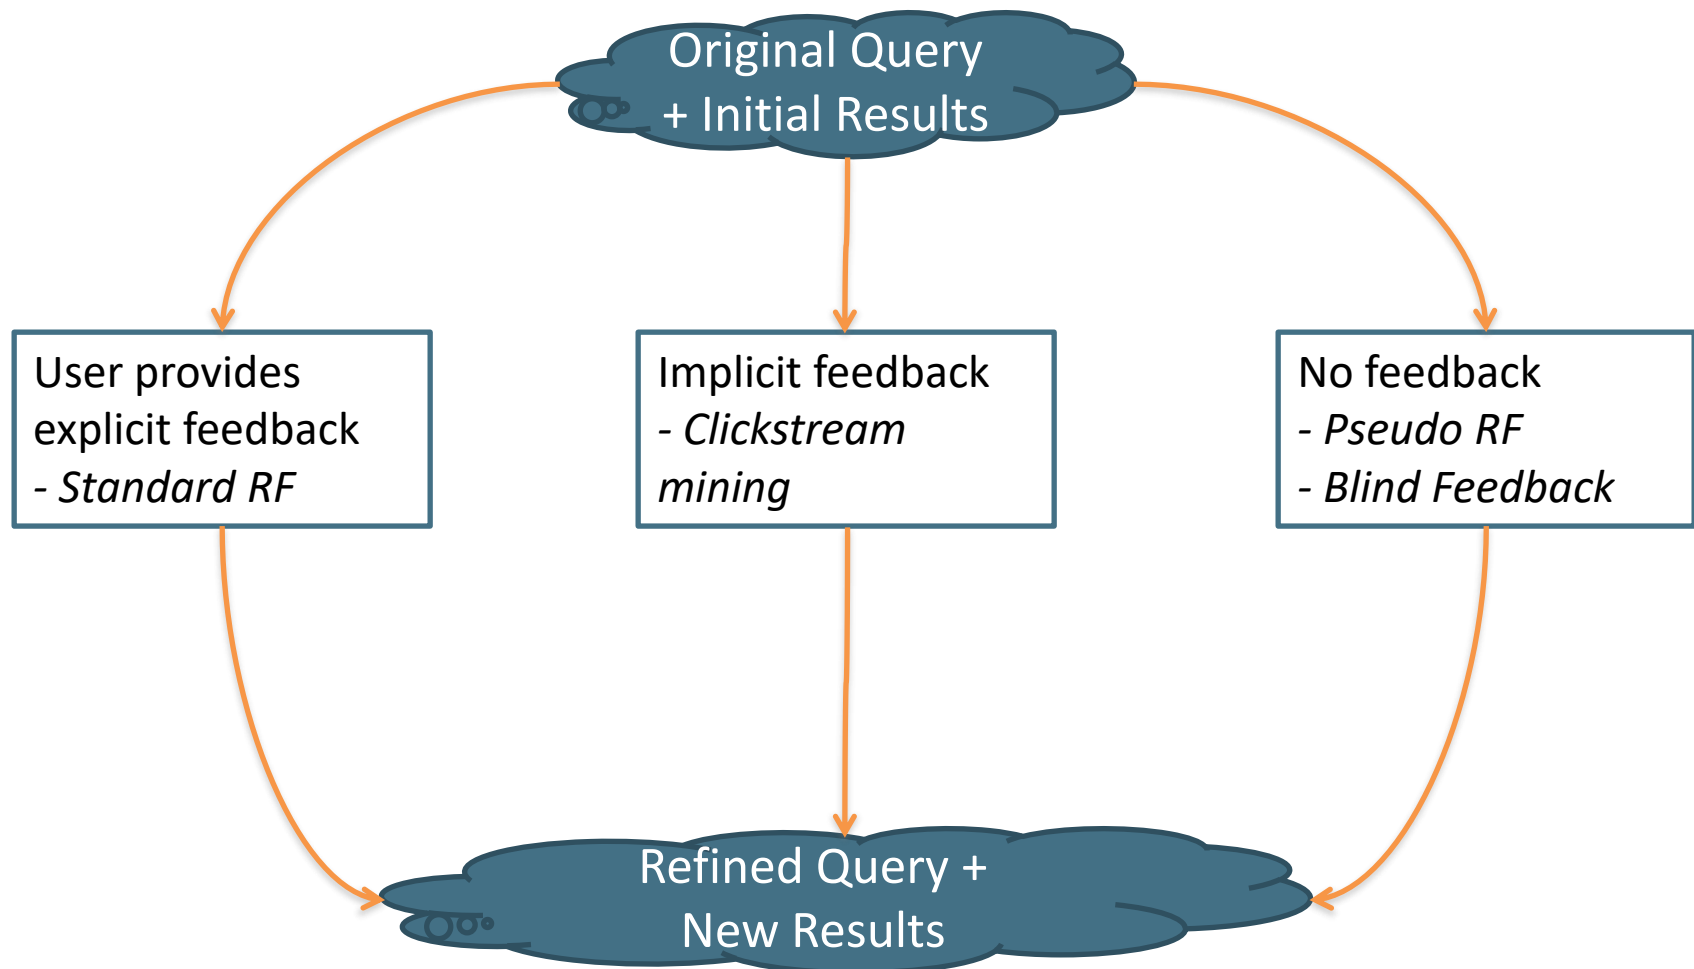 Original Query
+ Initial Results
User provides
explicit feedback
- Standard RF
Implicit feedback
- Clickstream
mining
No feedback
- Pseudo RF
- Blind Feedback
Refined Query +
New Results